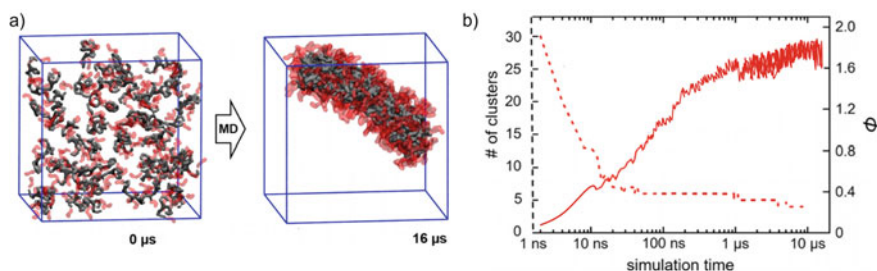 a)
MD
0 µs
16 µs
b)
# of clusters
30
25
20
15
10
5
0
2.0
1.6
1.2
0.8
0.4
0
Φ
1 ns
10 ns
100 ns
1 µs
10 µs
simulation time